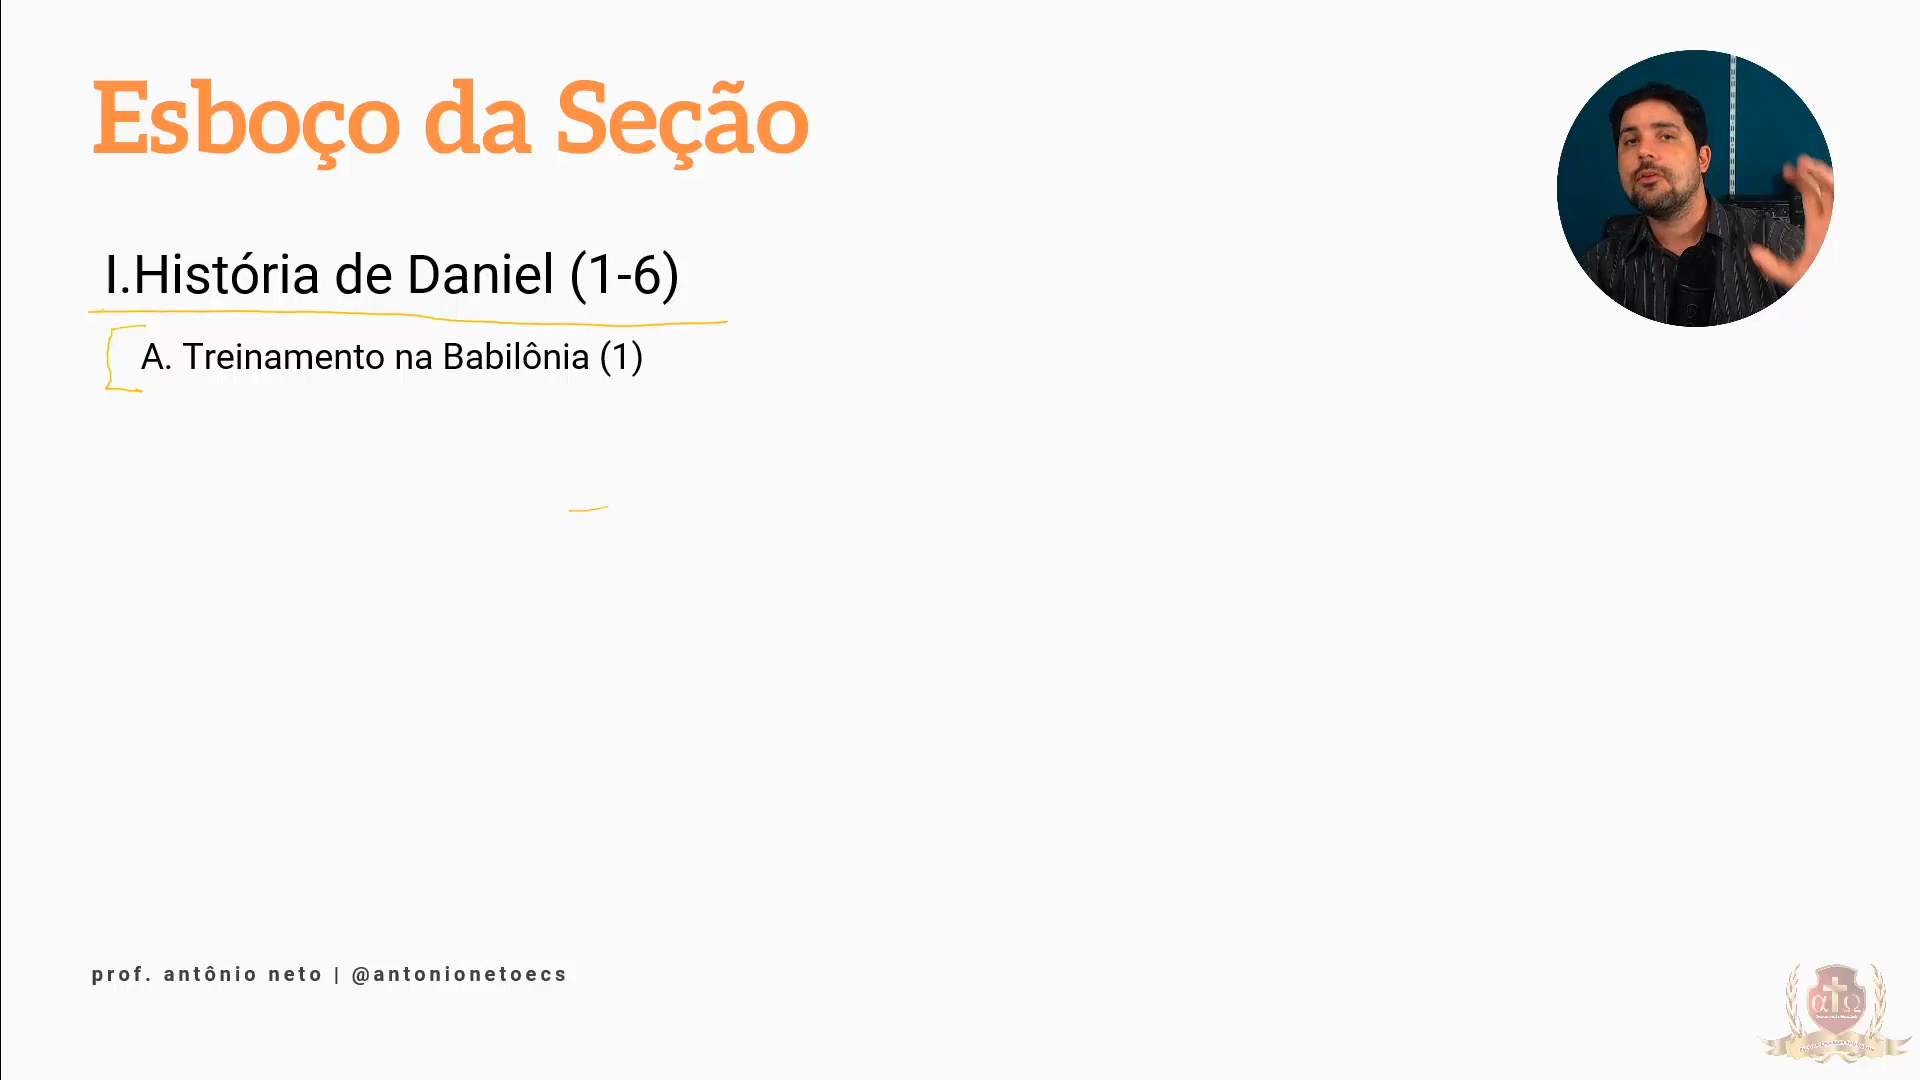 Esboço da Seção
I.História de Daniel (1-6)
A. Treinamento na Babilônia (1)
prof. antônio neto | @antonionetoecs
α Ω